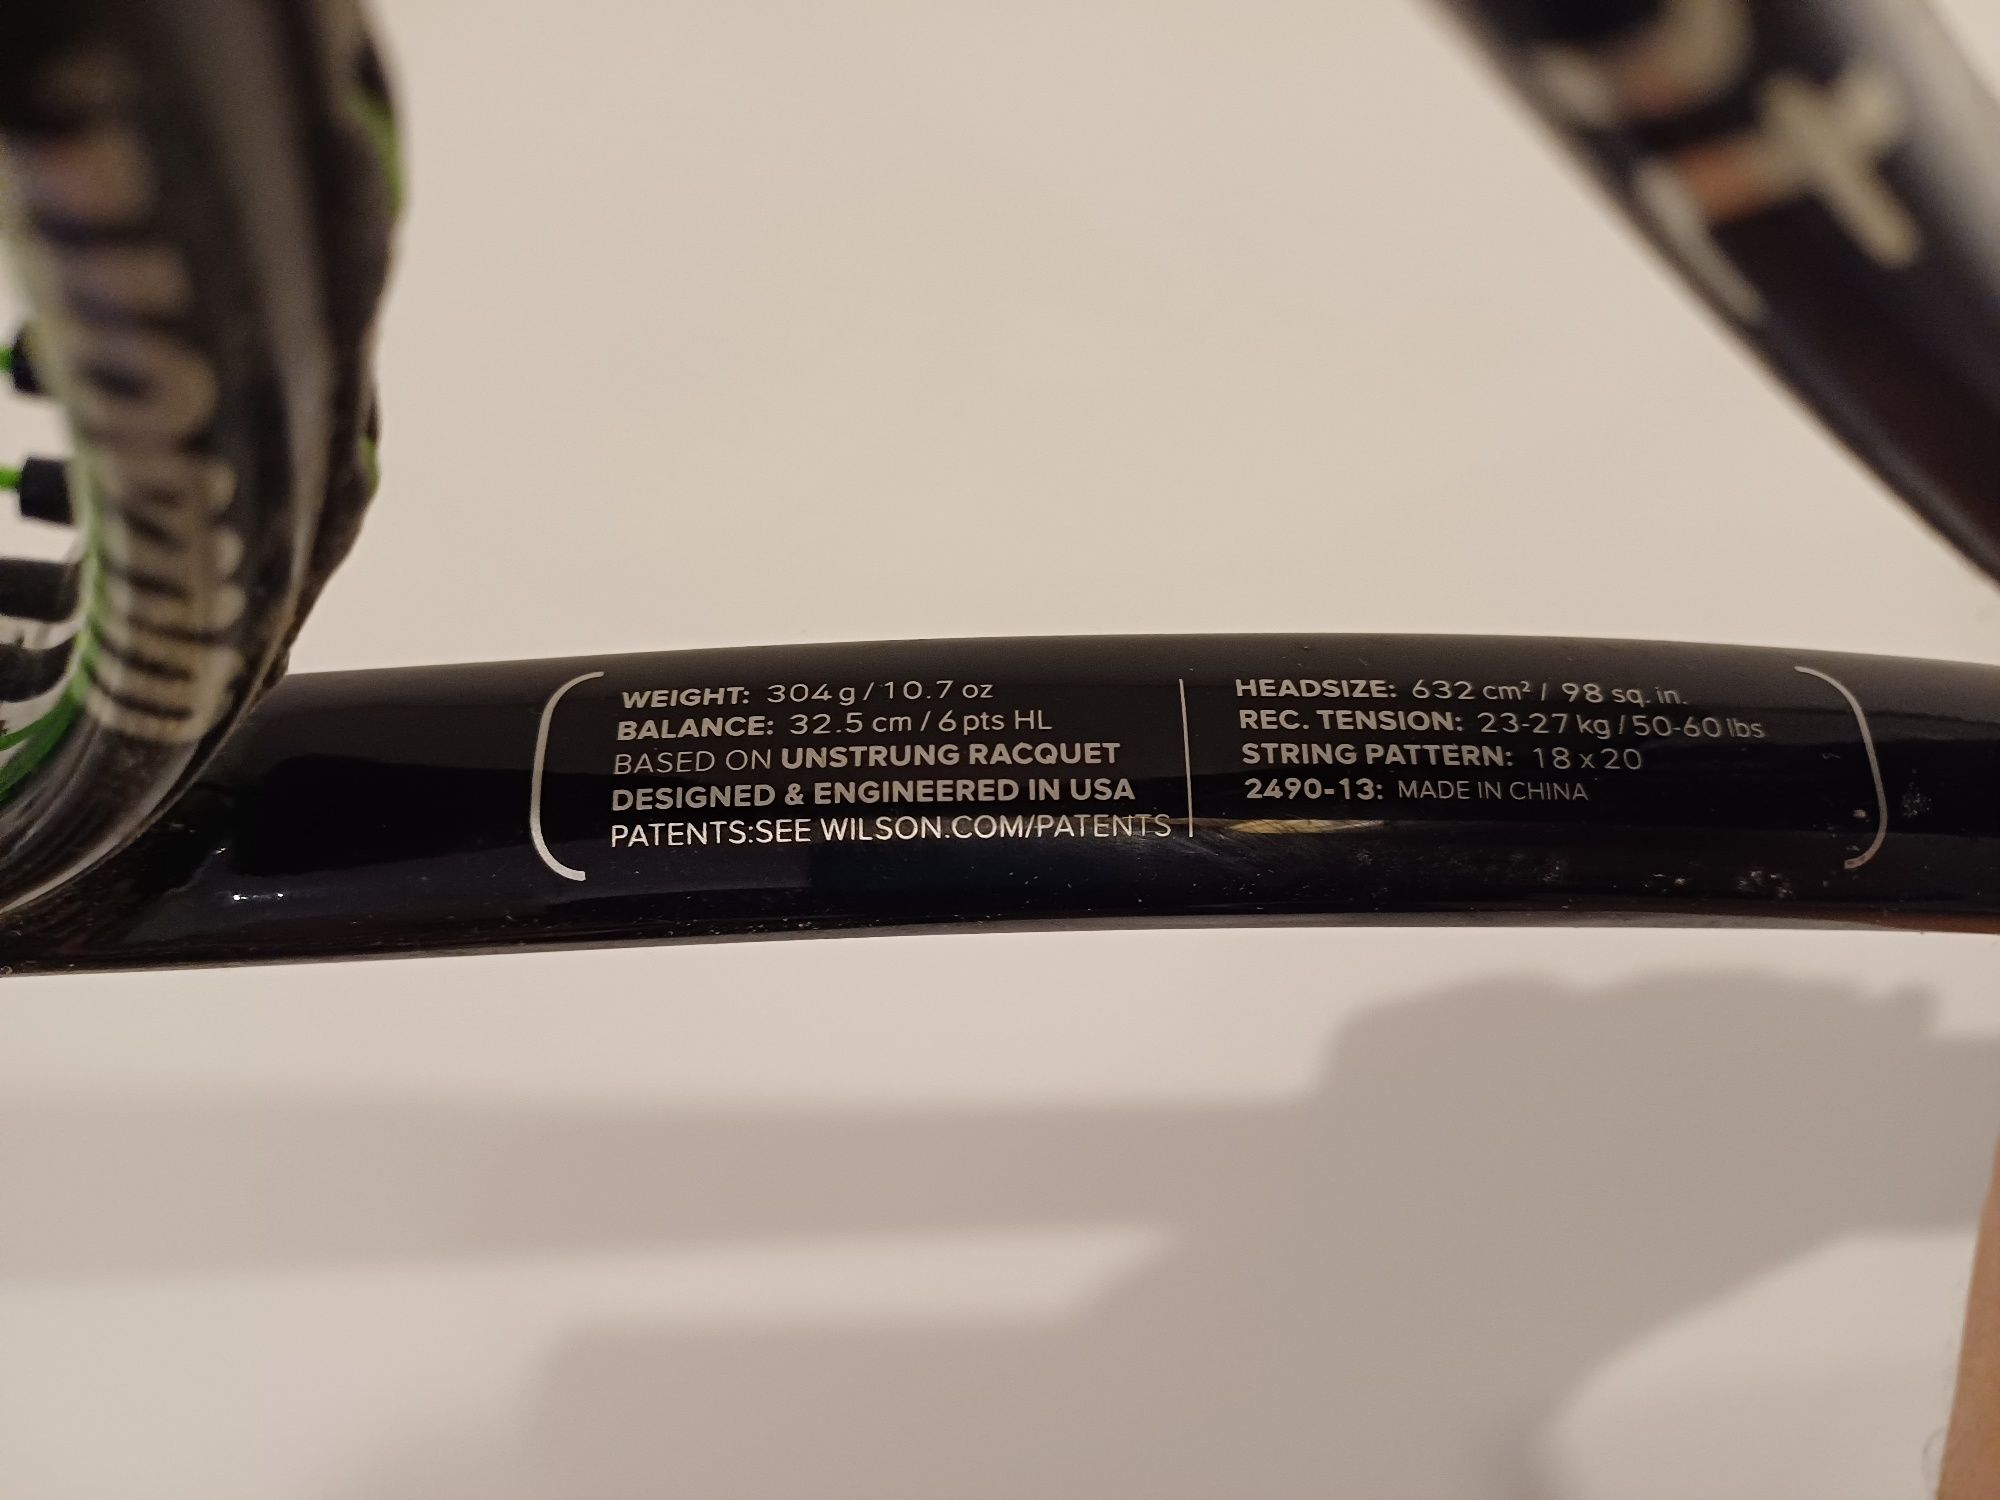 WEIGHT: 304 g / 10.7 oz
BALANCE: 32.5 cm / 6 pts HL
BASED ON UNSTRUNG RACQUET
DESIGNED & ENGINEERED IN USA
PATENTS:SEE WILSON.COM/PATENTS
HEADSIZE: 632 cm² / 98 sq. in.
REC. TENSION: 23-27 kg / 50-60 lbs
STRING PATTERN: 18 x 20
2490-13: MADE IN CHINA